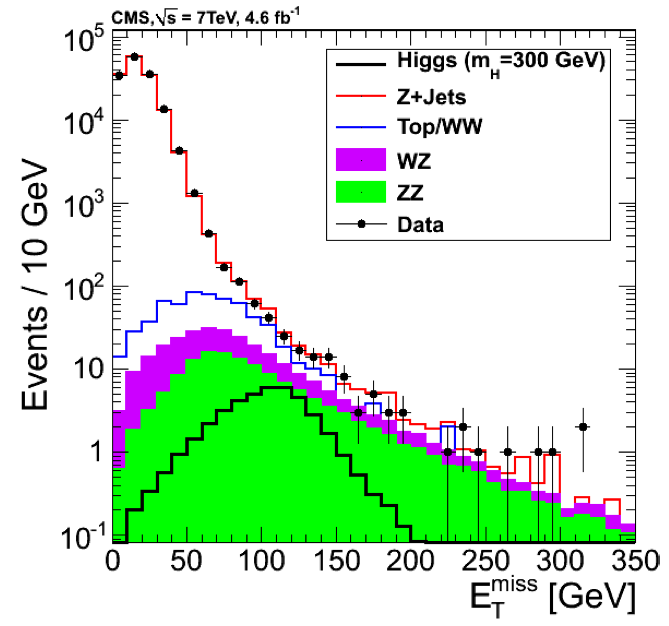 CMS, √s = 7TeV, 4.6 fb⁻¹
Events / 10 GeV
10⁵
10⁴
10³
10²
10
1
10⁻¹
Higgs (m_H=300 GeV)
Z+Jets
Top/WW
WZ
ZZ
Data
0 50 100 150 200 250 300 350
E_T^miss [GeV]